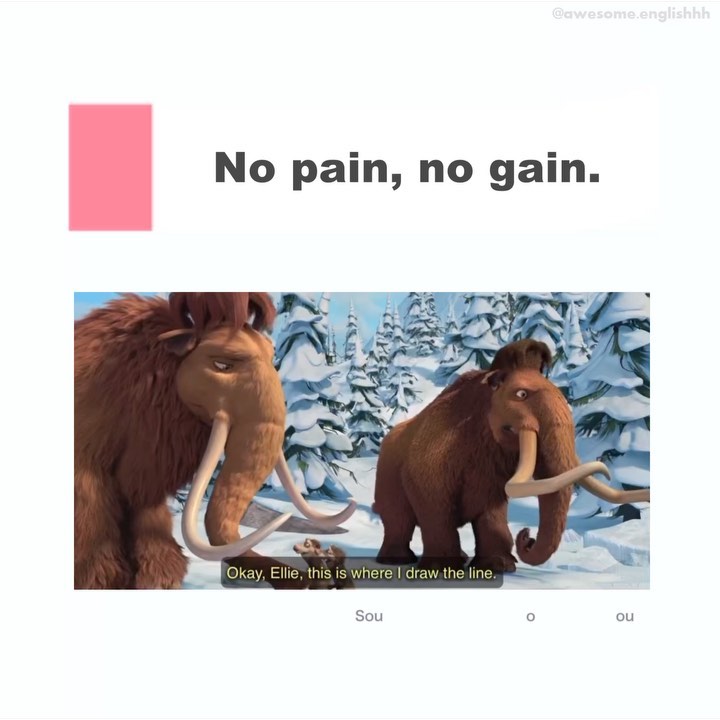 @awesome.englishhh
No pain, no gain.
Okay, Ellie, this is where I draw the line.
Sou o ou